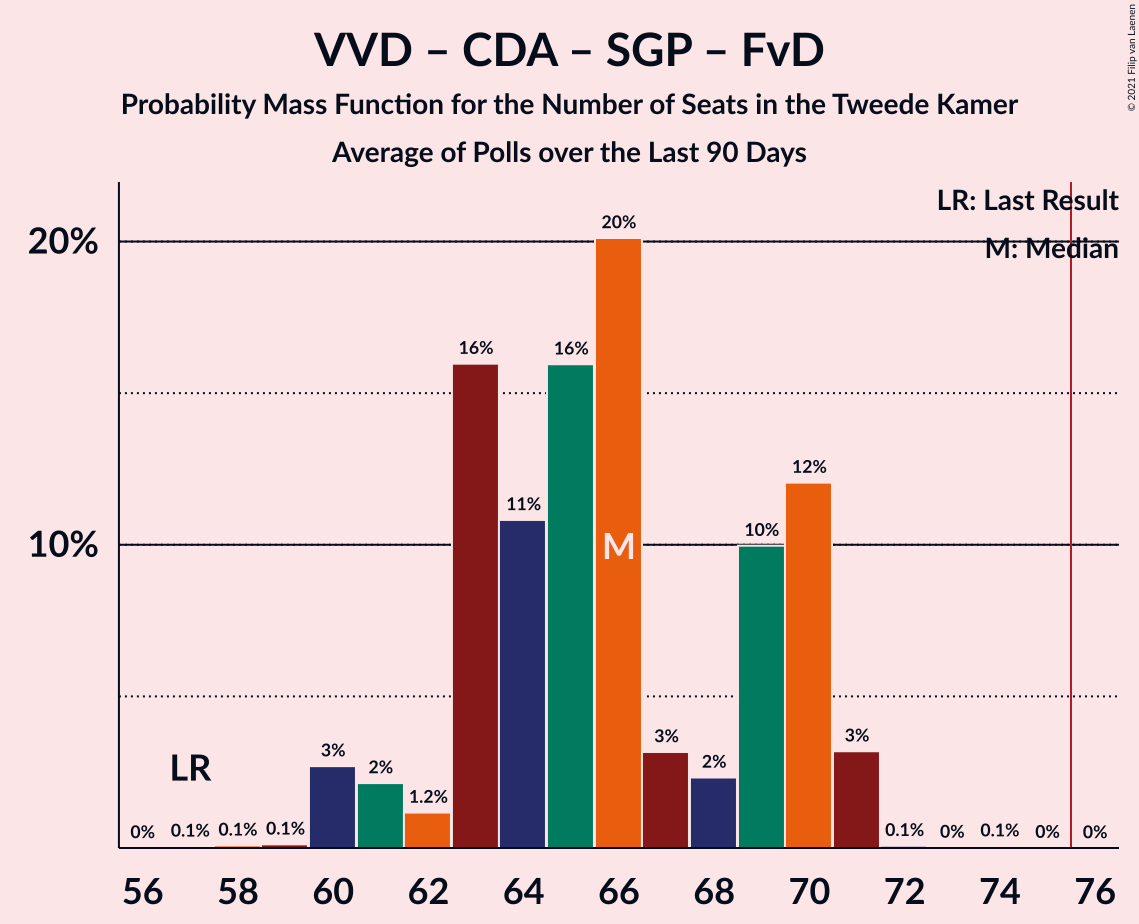 VVD – CDA – SGP – FvD
Probability Mass Function for the Number of Seats in the Tweede Kamer
Average of Polls over the Last 90 Days
© 2021 Filip van Laenen
LR: Last Result
M: Median
20%
10%
0%
0.1%
0.1%
0.1%
3%
2%
1.2%
16%
11%
16%
20%
3%
2%
10%
12%
3%
0.1%
0%
0.1%
0%
0%
LR
M
56 58 60 62 64 66 68 70 72 74 76